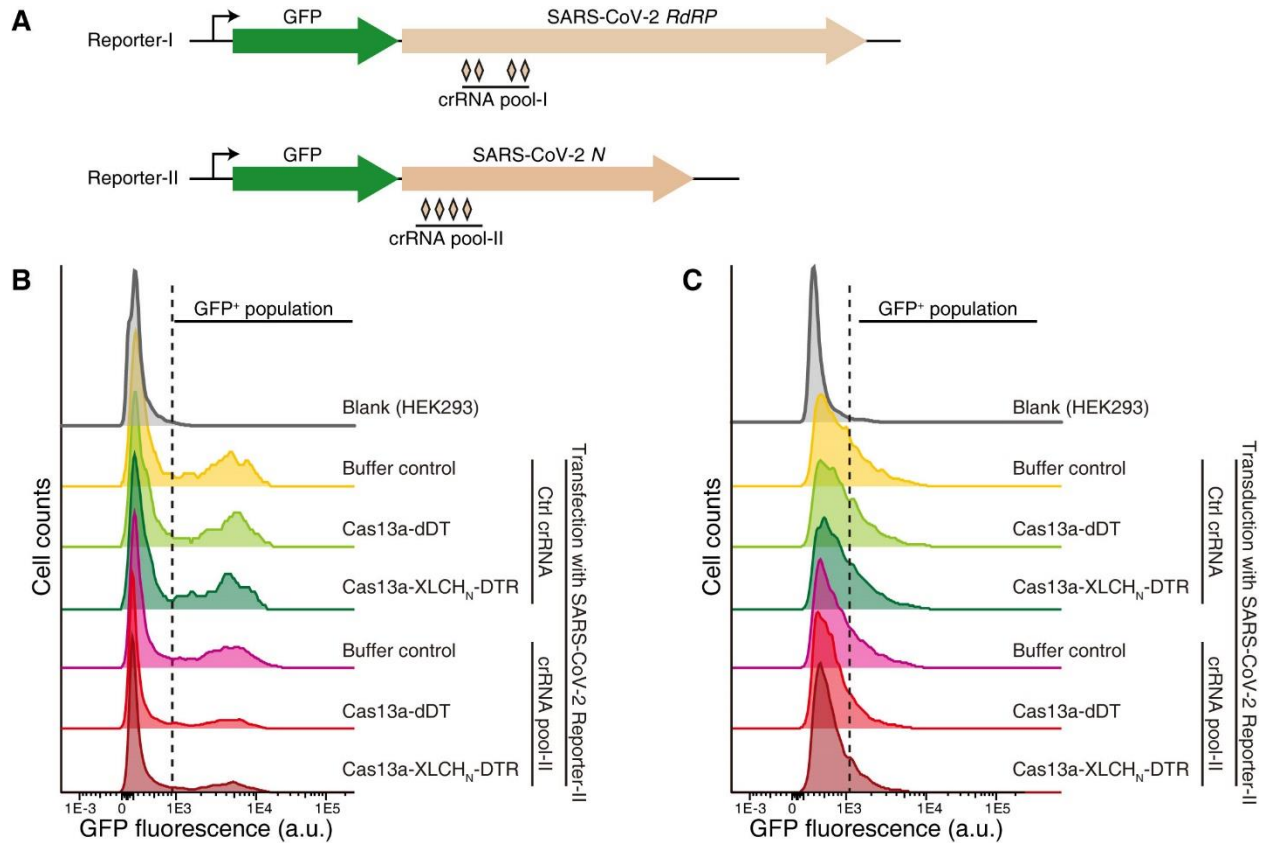 A
GFP
SARS-CoV-2 RdRP
Reporter-I
crRNA pool-I
GFP
SARS-CoV-2 N
Reporter-II
crRNA pool-II
B
GFP⁺ population
Blank (HEK293)
Buffer control
Cas13a-dDT
Cas13a-XLCHN-DTR
Buffer control
Cas13a-dDT
Cas13a-XLCHN-DTR
Ctrl crRNA
crRNA pool-II
Transfection with SARS-CoV-2 Reporter-II
Cell counts
1E-3 0 1E3 1E4 1E5
GFP fluorescence (a.u.)
C
GFP⁺ population
Blank (HEK293)
Buffer control
Cas13a-dDT
Cas13a-XLCHN-DTR
Buffer control
Cas13a-dDT
Cas13a-XLCHN-DTR
Ctrl crRNA
crRNA pool-II
Transduction with SARS-CoV-2 Reporter-II
Cell counts
1E-3 0 1E3 1E4 1E5
GFP fluorescence (a.u.)